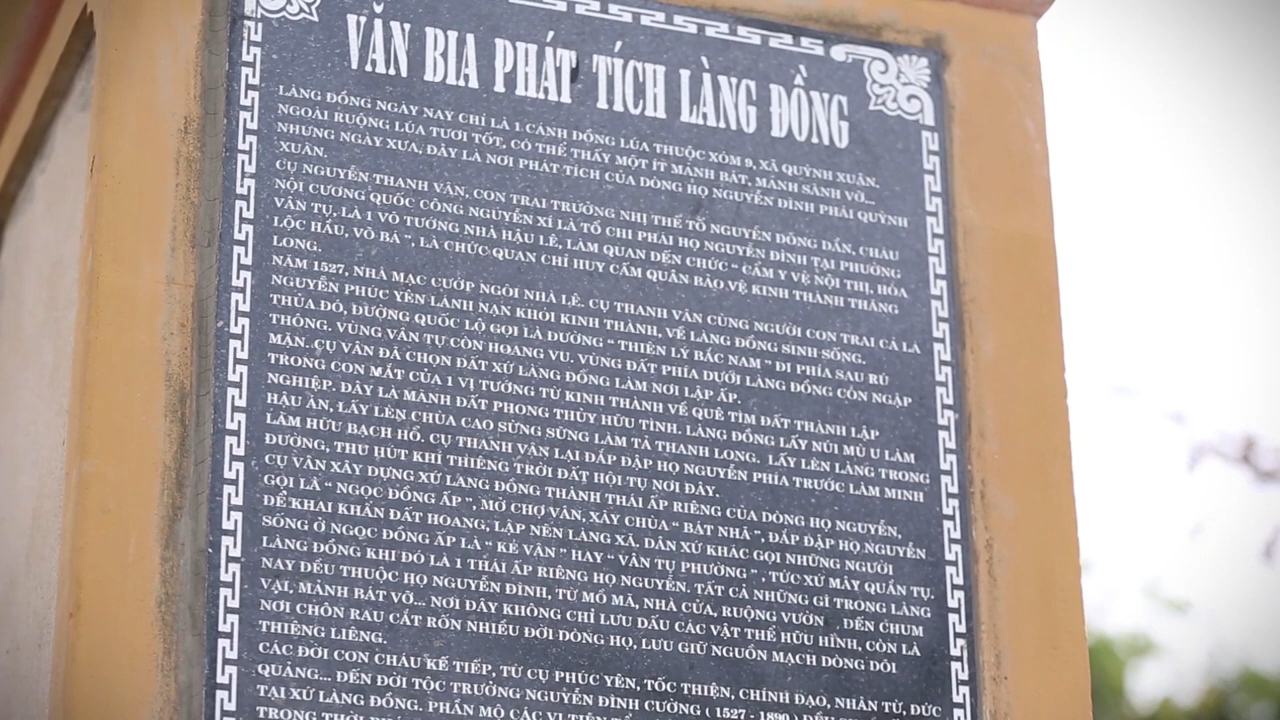 VĂN BIA PHÁT TÍCH LÀNG ĐỒNG
LÀNG ĐỒNG NGÀY NAY CHỈ LÀ 1 CÁNH ĐỒNG LÚA THUỘC XÓM 9, XÃ QUỲNH XUÂN.
NGOÀI RUỘNG LÚA TƯƠI TỐT, CÓ THỂ THẤY MỘT ÍT MẢNH BÁT, MẢNH SÀNH VỠ...
NHƯNG NGÀY XƯA, ĐÂY LÀ NƠI PHÁT TÍCH CỦA DÒNG HỌ NGUYỄN ĐÌNH PHÁI QUỲNH
XUÂN.
CỤ NGUYỄN THANH VÂN, CON TRAI TRƯỞNG NHỊ THẾ TỔ NGUYỄN ĐỒNG DẦN, CHÁU
NỘI CƯƠNG QUỐC CÔNG NGUYỄN XÍ LÀ TỔ CHI PHÁI HỌ NGUYỄN ĐÌNH TẠI PHƯỜNG
VÂN TỤ, LÀ 1 VÕ TƯỚNG NHÀ HẬU LÊ, LÀM QUAN ĐẾN CHỨC " CẨM Y VỆ NỘI THỊ, HÓA
LỘC HẦU, VÕ BÁ ", LÀ CHỨC QUAN CHỈ HUY CẤM QUÂN BẢO VỆ KINH THÀNH THĂNG
LONG.
NĂM 1527, NHÀ MẠC CƯỚP NGÔI NHÀ LÊ. CỤ THANH VÂN CÙNG NGƯỜI CON TRAI CẢ LÀ
NGUYỄN PHÚC YÊN LÁNH NẠN KHỎI KINH THÀNH, VỀ LÀNG ĐỒNG SINH SỐNG.
THỦA ĐÓ, ĐƯỜNG QUỐC LỘ GỌI LÀ ĐƯỜNG " THIÊN LÝ BẮC NAM " ĐI PHÍA SAU RÚ
THÔNG. VÙNG VÂN TỤ CÒN HOANG VU. VÙNG ĐẤT PHÍA DƯỚI LÀNG ĐỒNG CÒN NGẬP
MẶN. CỤ VÂN ĐÃ CHỌN ĐẤT XỨ LÀNG ĐỒNG LÀM NƠI LẬP ẤP.
TRONG CON MẮT CỦA 1 VỊ TƯỚNG TỪ KINH THÀNH VỀ QUÊ TÌM ĐẤT THÀNH LẬP
NGHIỆP. ĐÂY LÀ MẢNH ĐẤT PHONG THỦY HỮU TÌNH. LÀNG ĐỒNG LẤY NÚI MÙ U LÀM
HẬU ÁN, LẤY LÈN CHÙA CAO SỪNG SỮNG LÀM TẢ THANH LONG. LẤY LÈN LÀNG TRONG
LÀM HỮU BẠCH HỔ. CỤ THANH VÂN LẠI ĐẮP ĐẬP HỌ NGUYỄN PHÍA TRƯỚC LÀM MINH
ĐƯỜNG, THU HÚT KHÍ THIÊNG TRỜI ĐẤT HỘI TỤ NƠI ĐÂY.
CỤ VÂN XÂY DỰNG XỨ LÀNG ĐỒNG THÀNH THÁI ẤP RIÊNG CỦA DÒNG HỌ NGUYỄN,
GỌI LÀ " NGỌC ĐỒNG ẤP ", MỞ CHỢ VÂN, XÂY CHÙA " BÁT NHÃ ", ĐẮP ĐẬP HỌ NGUYỄN
ĐỂ KHAI KHẨN ĐẤT HOANG, LẬP NÊN LÀNG XÃ. DÂN XỨ KHÁC GỌI NHỮNG NGƯỜI
SỐNG Ở NGỌC ĐỒNG ẤP LÀ " KẺ VÂN " HAY " VÂN TỤ PHƯỜNG " , TỨC XỨ MÂY QUẦN TỤ.
LÀNG ĐỒNG KHI ĐÓ LÀ 1 THÁI ẤP RIÊNG HỌ NGUYỄN. TẤT CẢ NHỮNG GÌ TRONG LÀNG
NAY ĐỀU THUỘC HỌ NGUYỄN ĐÌNH, TỪ MỒ MẢ, NHÀ CỬA, RUỘNG VƯỜN , ĐẾN CHUM
VẠI, MẢNH BÁT VỠ... NƠI ĐÂY KHÔNG CHỈ LƯU DẤU CÁC VẬT THỂ HỮU HÌNH, CÒN LÀ
NƠI CHÔN RAU CẮT RỐN NHIỀU ĐỜI DÒNG HỌ, LƯU GIỮ NGUỒN MẠCH DÒNG DÕI
THIÊNG LIÊNG.
CÁC ĐỜI CON CHÁU KẾ TIẾP, TỪ CỤ PHÚC YÊN, TỐC THIỆN, CHÍNH ĐẠO, NHÂN TỪ, ĐỨC
QUẢNG... ĐẾN ĐỜI TỘC TRƯỞNG NGUYỄN ĐÌNH CƯỜNG ( 1527 - 1890 ) ĐỀU
TẠI XỨ LÀNG ĐỒNG. PHẦN MỘ CÁC VỊ TIÊN
TRONG THỜI